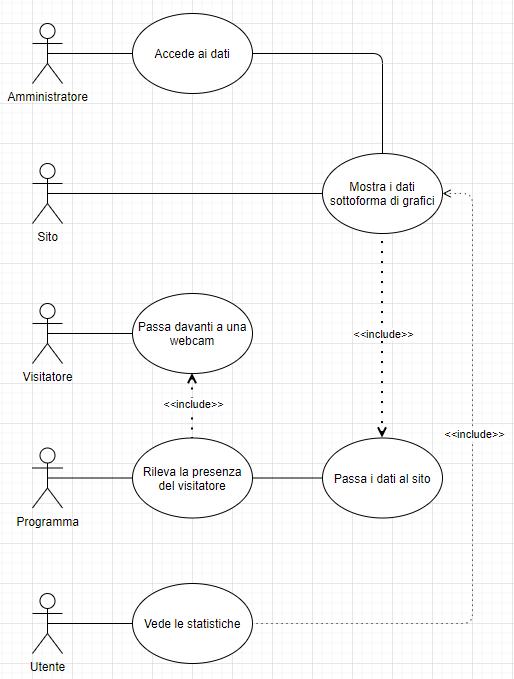 Accede ai dati
Amministratore
Mostra i dati
sottoforma di grafici
Sito
Passa davanti a una
webcam
<<include>>
Visitatore
<<include>>
<<include>>
Rileva la presenza
del visitatore
Passa i dati al sito
Programma
Vede le statistiche
Utente